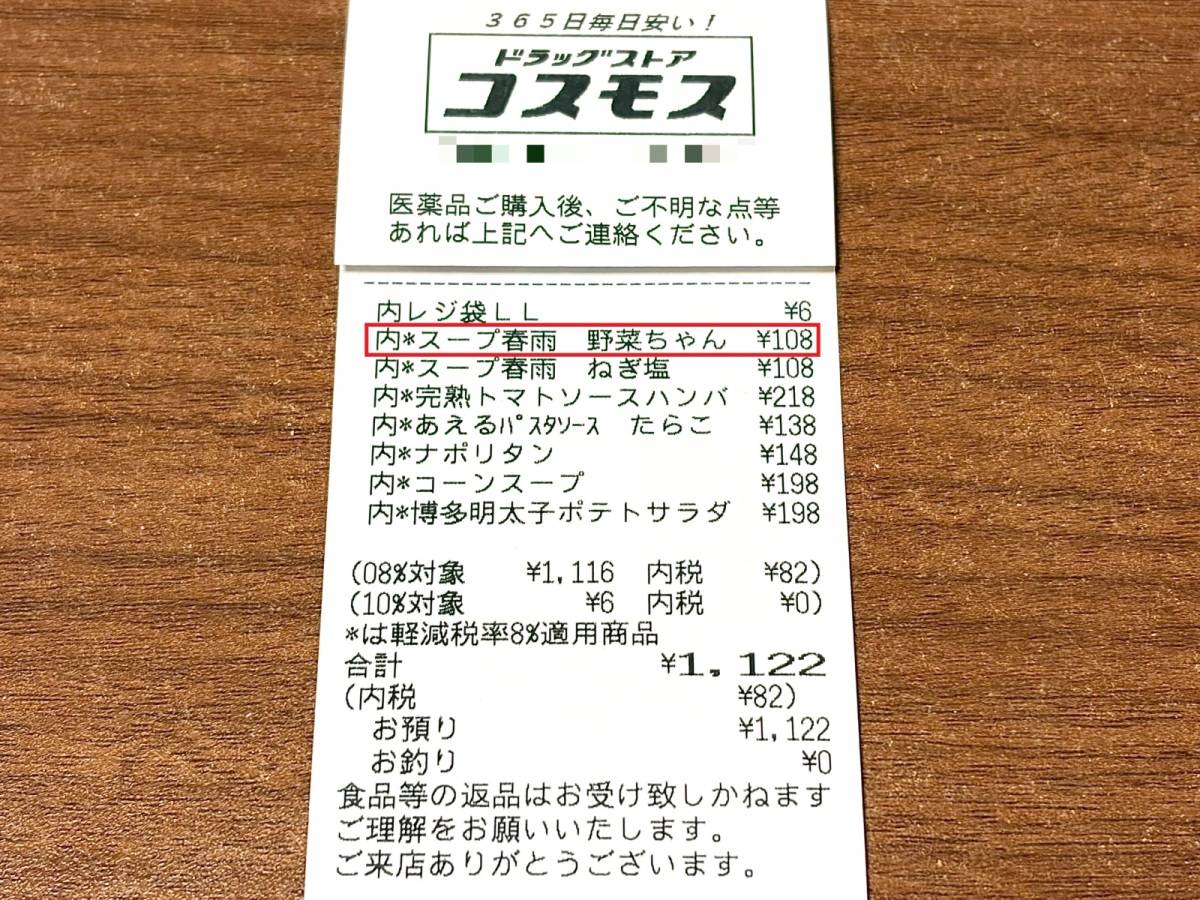 365日毎日安い!
ドラッグストア
コスモス
医薬品ご購入後、ご不明な点等
あれば上記へご連絡ください。
内レジ袋LL ¥6
内*スープ春雨 野菜ちゃん ¥108
内*スープ春雨 ねぎ塩 ¥108
内*完熟トマトソースハンバ ¥218
内*あえるパスタソース たらこ ¥138
内*ナポリタン ¥148
内*コーンスープ ¥198
内*博多明太子ポテトサラダ ¥198
(08%対象 ¥1,116 内税 ¥82)
(10%対象 ¥6 内税 ¥0)
*は軽減税率8%適用商品
合計 ¥1,122
(内税 ¥82)
お預り ¥1,122
お釣り ¥0
食品等の返品はお受け致しかねます
ご理解をお願いいたします。
ご来店ありがとうございます。